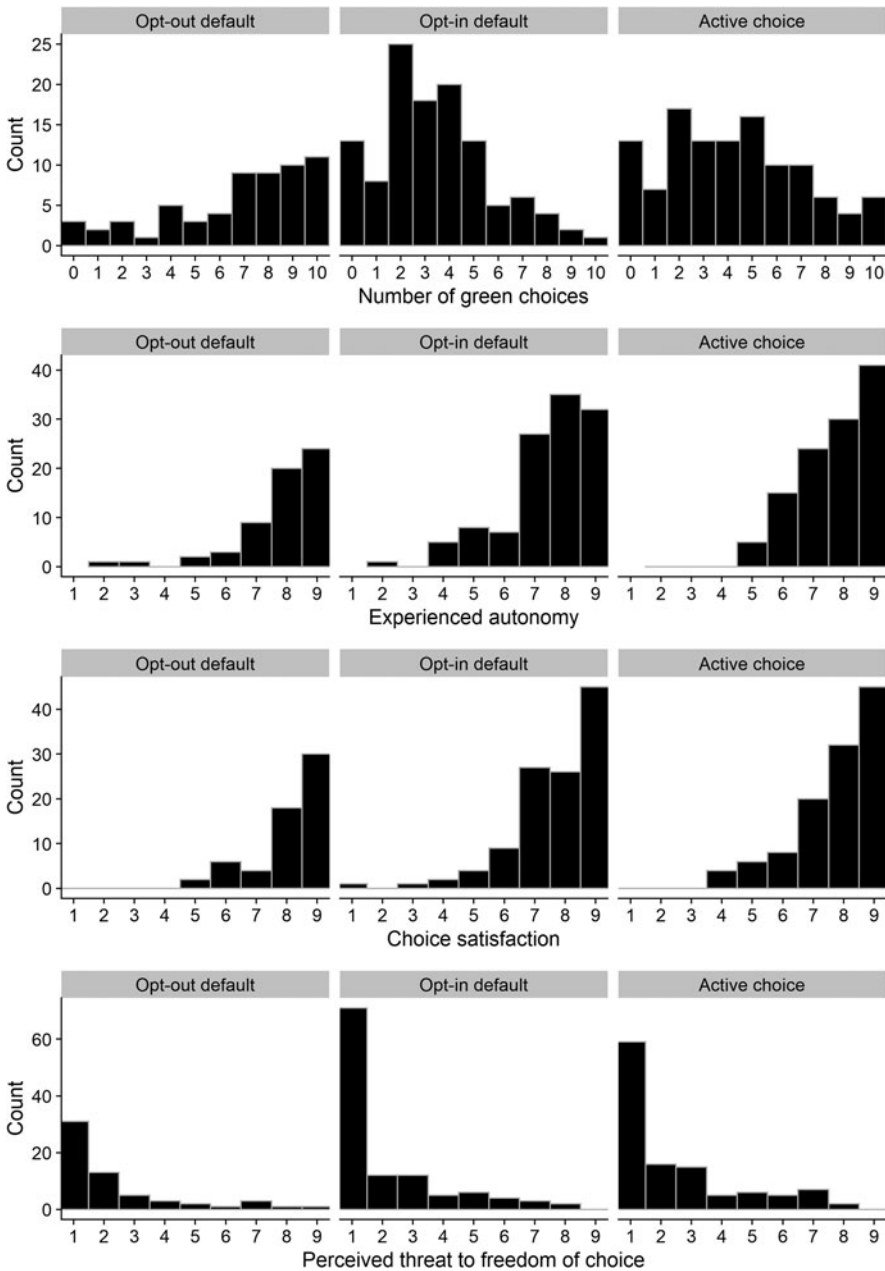 Opt-out default Opt-in default Active choice
25
20
15
10
5
0
Count
0 1 2 3 4 5 6 7 8 9 10 0 1 2 3 4 5 6 7 8 9 10 0 1 2 3 4 5 6 7 8 9 10
Number of green choices
Opt-out default Opt-in default Active choice
40
30
20
10
0
Count
1 2 3 4 5 6 7 8 9 1 2 3 4 5 6 7 8 9 1 2 3 4 5 6 7 8 9
Experienced autonomy
Opt-out default Opt-in default Active choice
40
30
20
10
0
Count
1 2 3 4 5 6 7 8 9 1 2 3 4 5 6 7 8 9 1 2 3 4 5 6 7 8 9
Choice satisfaction
Opt-out default Opt-in default Active choice
60
40
20
0
Count
1 2 3 4 5 6 7 8 9 1 2 3 4 5 6 7 8 9 1 2 3 4 5 6 7 8 9
Perceived threat to freedom of choice